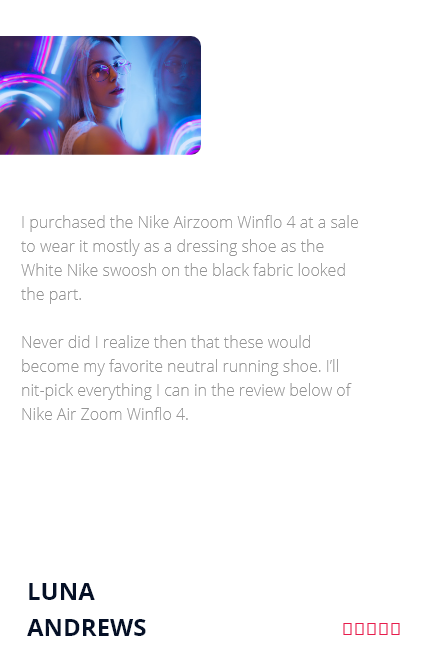 I purchased the Nike Airzoom Winflo 4 at a sale
to wear it mostly as a dressing shoe as the
White Nike swoosh on the black fabric looked
the part.
Never did I realize then that these would
become my favorite neutral running shoe. I’ll
nit-pick everything I can in the review below of
Nike Air Zoom Winflo 4.
LUNA
ANDREWS